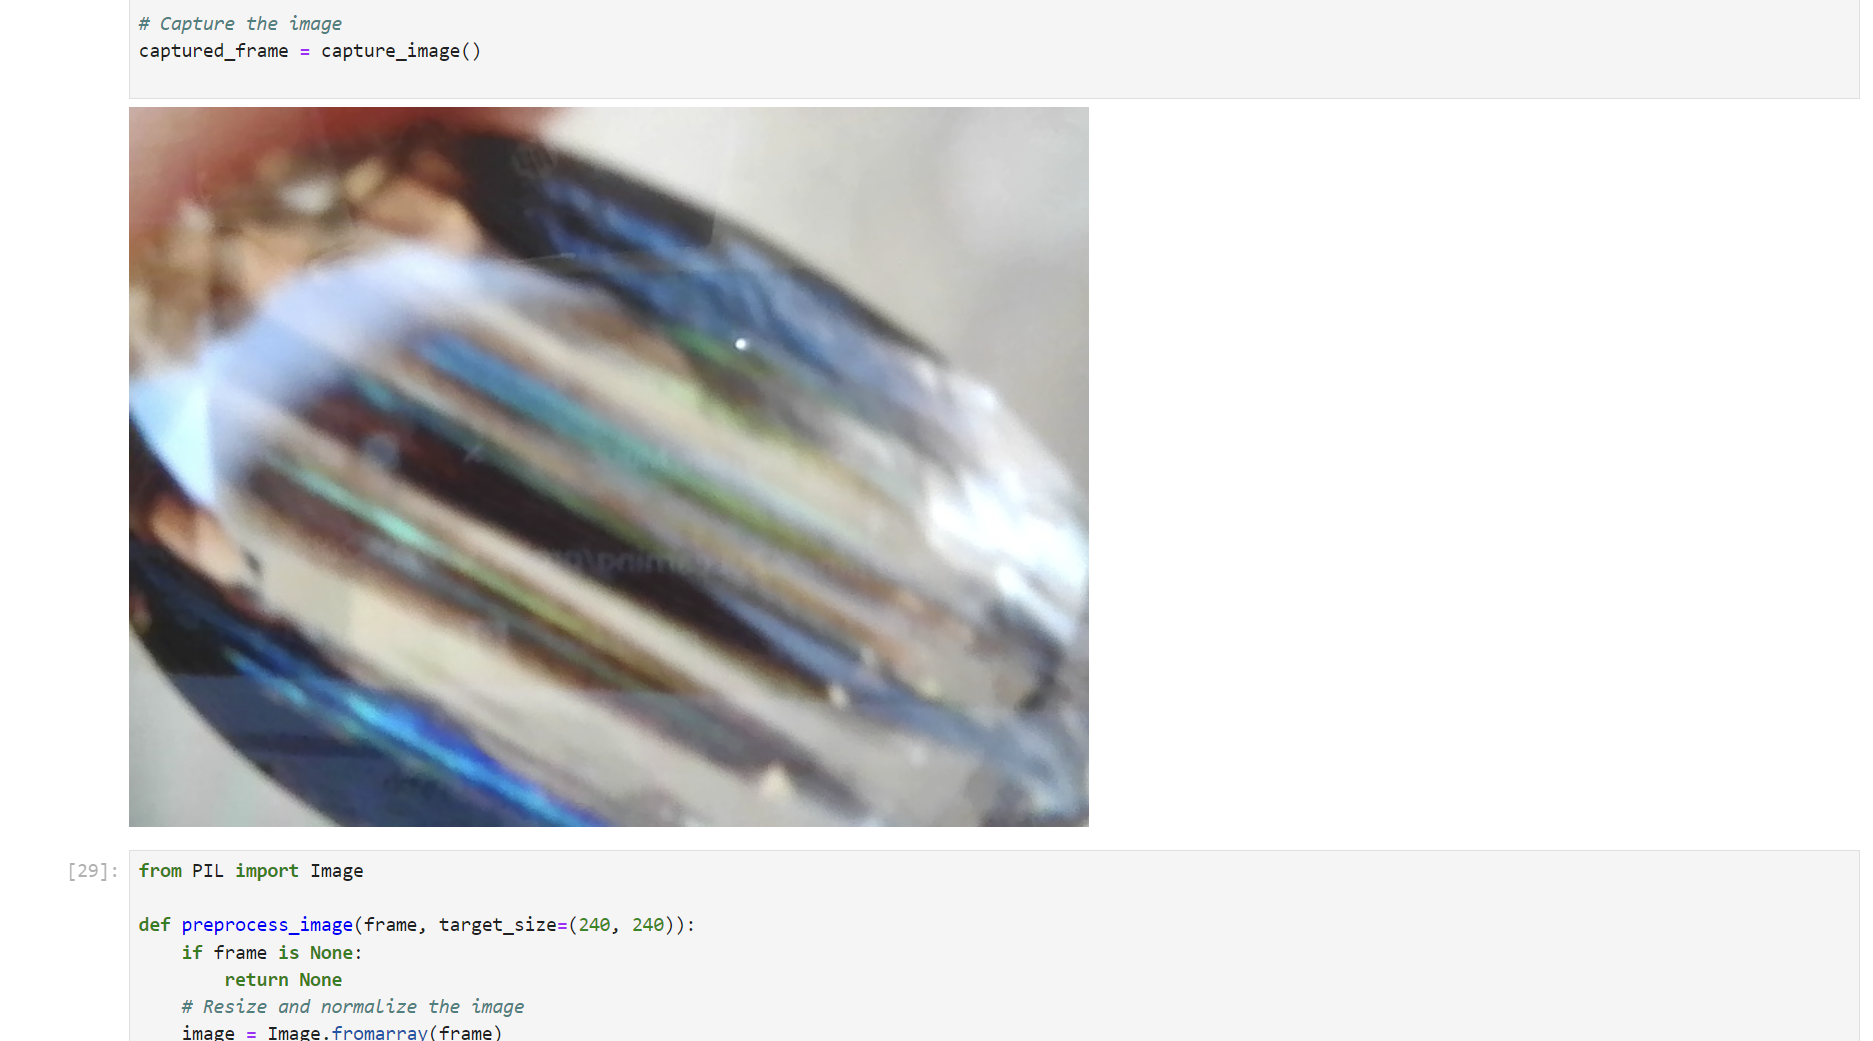 # Capture the image
captured_frame = capture_image()
[29]:
from PIL import Image
def preprocess_image(frame, target_size=(240, 240)):
if frame is None:
return None
# Resize and normalize the image
image = Image.fromarray(frame)